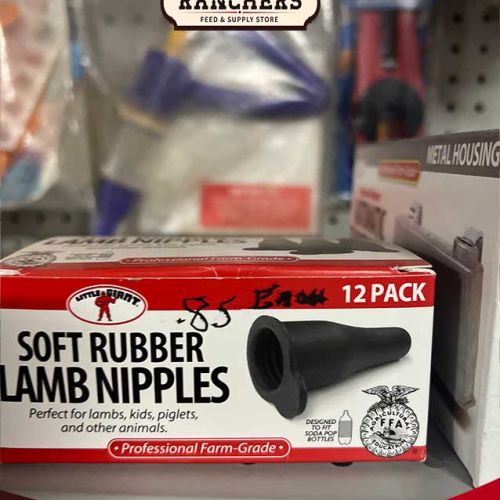 RANCHERS
FEED & SUPPLY STORE
METAL HOUSING
LAMB NIPPLES
Professional Farm-Grade
LITTLE GIANT
.85 Each
12 PACK
SOFT RUBBER
LAMB NIPPLES
Perfect for lambs, kids, piglets,
and other animals.
• Professional Farm-Grade •
DESIGNED
TO FIT
SODA POP
BOTTLES
AGRICULTURAL
FFA
EDUCATION